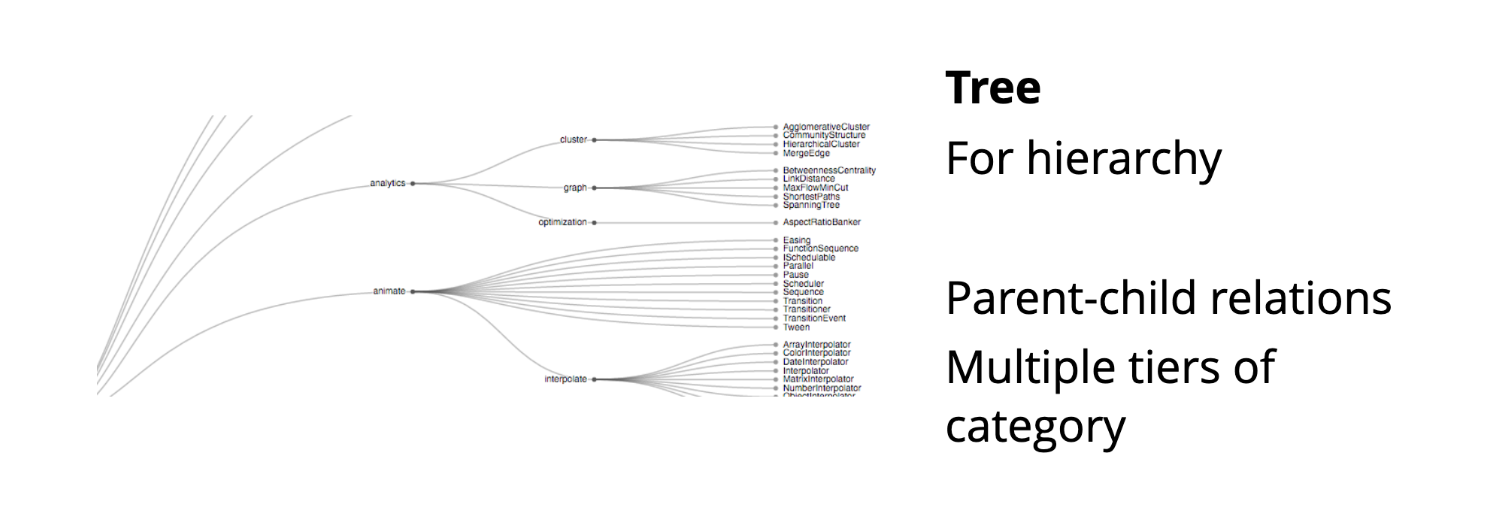 Tree
For hierarchy
Parent-child relations
Multiple tiers of
category
analytics
cluster
AgglomerativeCluster
CommunityStructure
HierarchicalCluster
MergeEdge
graph
BetweennessCentrality
LinkDistance
MaxFlowMinCut
ShortestPaths
SpanningTree
optimization
AspectRatioBanker
animate
Easing
FunctionSequence
ISchedulable
Parallel
Pause
Scheduler
Sequence
Transition
Transitioner
TransitionEvent
Tween
interpolate
ArrayInterpolator
ColorInterpolator
DateInterpolator
Interpolator
MatrixInterpolator
NumberInterpolator
ObjectInterpolator